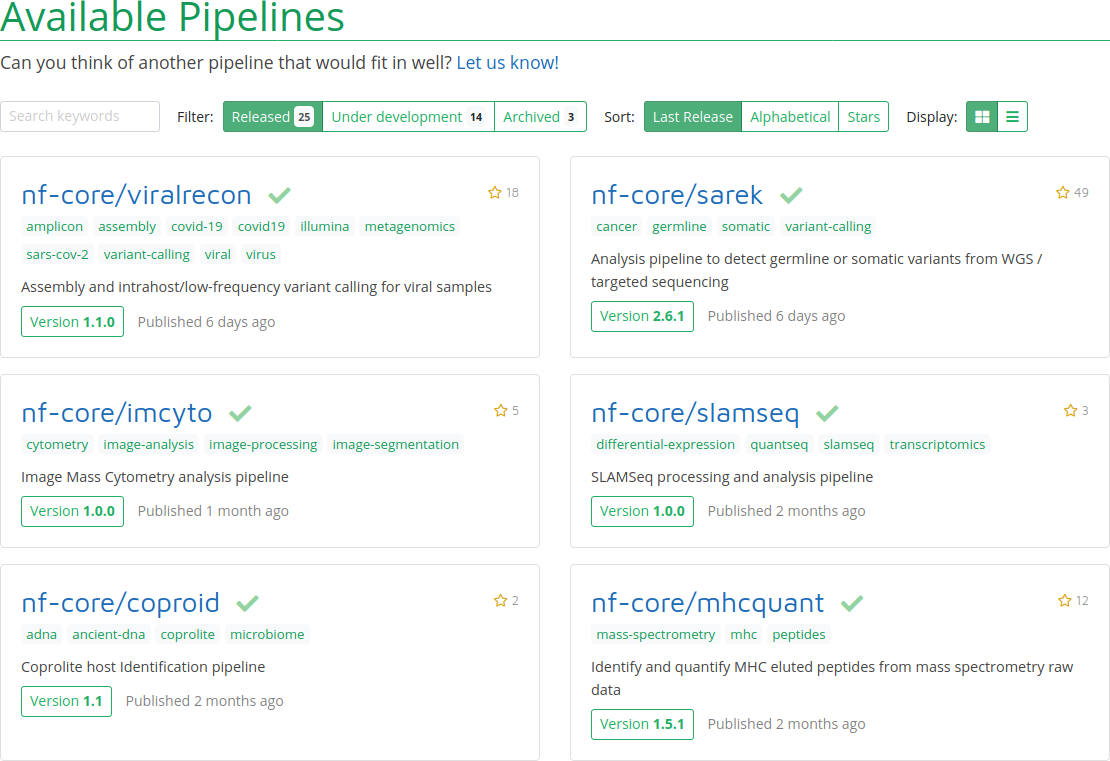 Available Pipelines
Can you think of another pipeline that would fit in well? Let us know!
Search keywords Filter: Released 25 Under development 14 Archived 3 Sort: Last Release Alphabetical Stars Display:
nf-core/viralrecon 18
amplicon assembly covid-19 covid19 illumina metagenomics
sars-cov-2 variant-calling viral virus
Assembly and intrahost/low-frequency variant calling for viral samples
Version 1.1.0 Published 6 days ago
nf-core/sarek 49
cancer germline somatic variant-calling
Analysis pipeline to detect germline or somatic variants from WGS /
targeted sequencing
Version 2.6.1 Published 6 days ago
nf-core/imcyto 5
cytometry image-analysis image-processing image-segmentation
Image Mass Cytometry analysis pipeline
Version 1.0.0 Published 1 month ago
nf-core/slamseq 3
differential-expression quantseq slamseq transcriptomics
SLAMSeq processing and analysis pipeline
Version 1.0.0 Published 2 months ago
nf-core/coproid 2
adna ancient-dna coprolite microbiome
Coprolite host Identification pipeline
Version 1.1 Published 2 months ago
nf-core/mhcquant 12
mass-spectrometry mhc peptides
Identify and quantify MHC eluted peptides from mass spectrometry raw
data
Version 1.5.1 Published 2 months ago